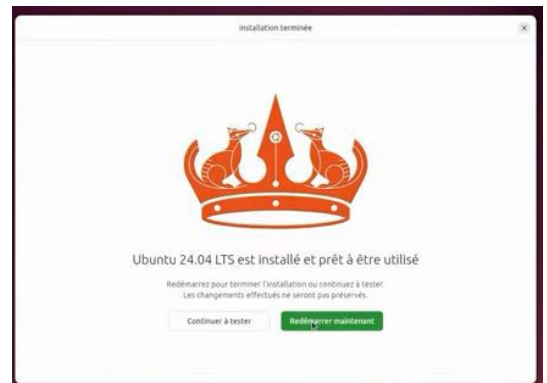 Installation terminée
Ubuntu 24.04 LTS est installé et prêt à être utilisé
Redémarrez pour terminer l'installation ou continuez à tester.
Les changements effectués ne seront pas préservés.
Continuer à tester
Redémarrer maintenant